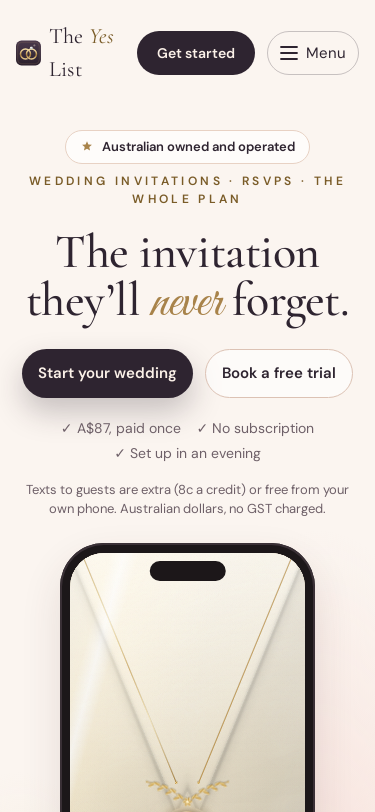 The Yes
List
Get started
Menu
Australian owned and operated
WEDDING INVITATIONS · RSVPS · THE
WHOLE PLAN
The invitation
they’ll never forget.
Start your wedding
Book a free trial
✓ A$87, paid once ✓ No subscription
✓ Set up in an evening
Texts to guests are extra (8c a credit) or free from your
own phone. Australian dollars, no GST charged.